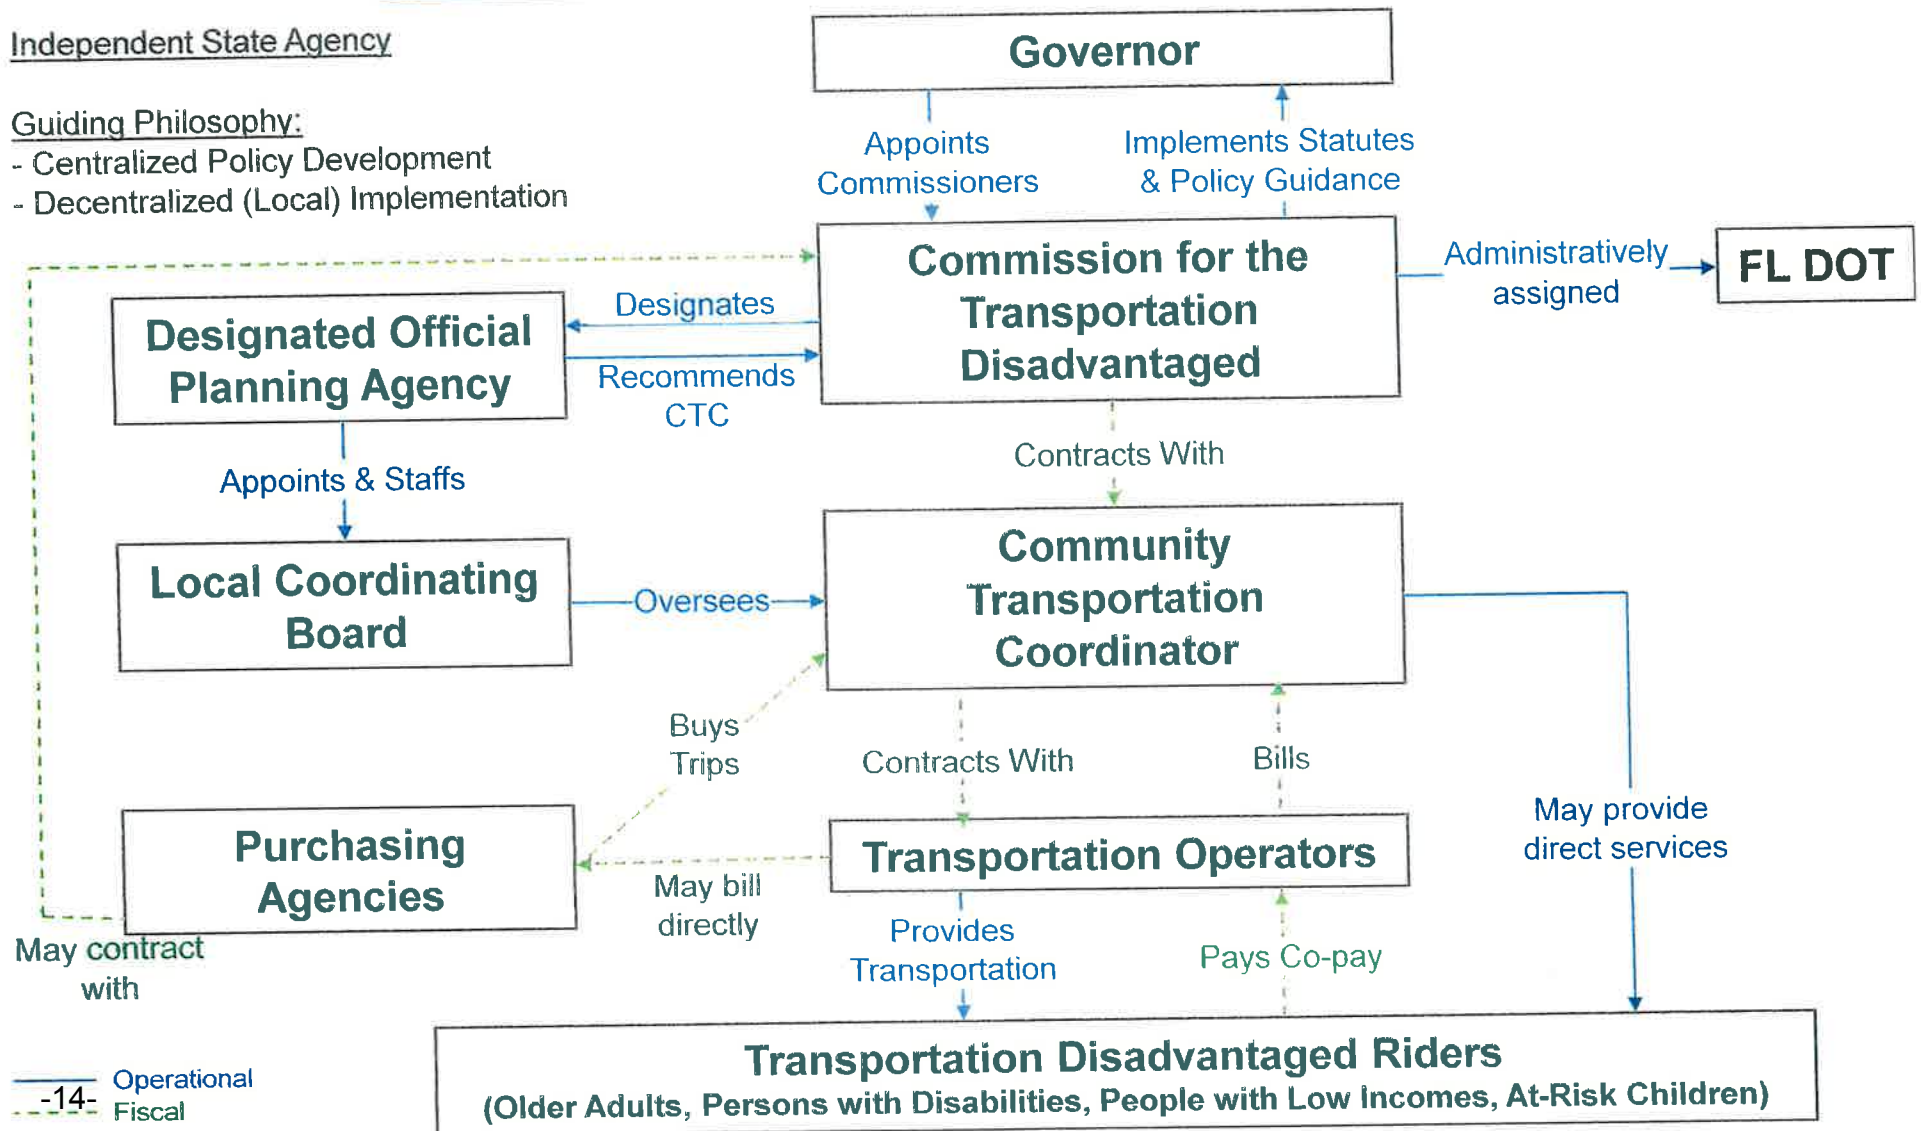 Independent State Agency
Guiding Philosophy:
- Centralized Policy Development
- Decentralized (Local) Implementation
Governor
Appoints
Commissioners
Implements Statutes
& Policy Guidance
Commission for the
Transportation
Disadvantaged
Administratively
assigned
FL DOT
Designated Official
Planning Agency
Designates
Recommends
CTC
Contracts With
Appoints & Staffs
Local Coordinating
Board
Oversees
Community
Transportation
Coordinator
Buys
Trips
Contracts With
Bills
May provide
direct services
Purchasing
Agencies
May bill
directly
Transportation Operators
May contract
with
Provides
Transportation
Pays Co-pay
Transportation Disadvantaged Riders
(Older Adults, Persons with Disabilities, People with Low Incomes, At-Risk Children)
Operational
-14-
Fiscal